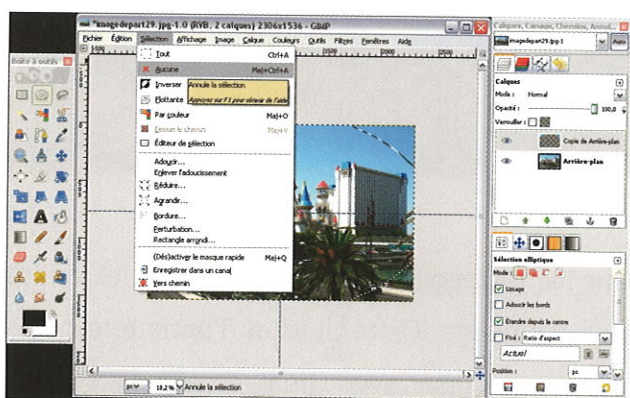 *imagedepart29.jpg-1.0 (RVB, 2 calques) 2306x1536 - GIMP
Fichier Édition Sélection Affichage Image Calque Couleurs Outils Filtres Fenêtres Aide
Boîte à outils
Tout Ctrl+A
Aucune Maj+Ctrl+A
Inverser
Annule la sélection
Flottante
Appuyez sur F1 pour obtenir de l'aide
Par couleur Maj+O
Depuis le chemin Maj+V
Éditeur de sélection
Adoucir...
Enlever l'adoucissement
Réduire...
Agrandir...
Bordure...
Perturbation...
Rectangle arrondi...
(Dés)activer le masque rapide Maj+Q
Enregistrer dans un canal
Vers chemin
px 18,2% Annule la sélection
Calques, Canaux, Chemins,
imagedepart29.jpg-1 Auto
Calques
Mode : Normal
Opacité : 100,0
Verrouiller :
Copie de Arrière-plan
Arrière-plan
Sélection elliptique
Mode :
Lissage
Adoucir les bords
Étendre depuis le centre
Fixé : Ratio d'aspect
Actuel
Position : px